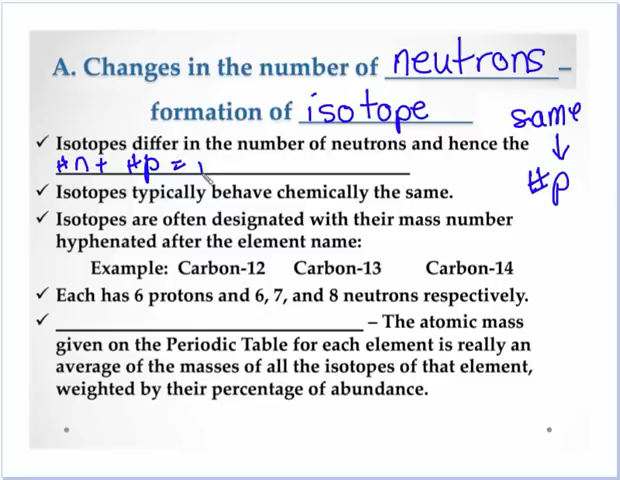 A. Changes in the number of neutrons –
formation of isotope
same
↓
#p
✓ Isotopes differ in the number of neutrons and hence the
#n + #p =
✓ Isotopes typically behave chemically the same.
✓ Isotopes are often designated with their mass number
hyphenated after the element name:
Example: Carbon-12 Carbon-13 Carbon-14
✓ Each has 6 protons and 6, 7, and 8 neutrons respectively.
✓ ______________________________ – The atomic mass
given on the Periodic Table for each element is really an
average of the masses of all the isotopes of that element,
weighted by their percentage of abundance.